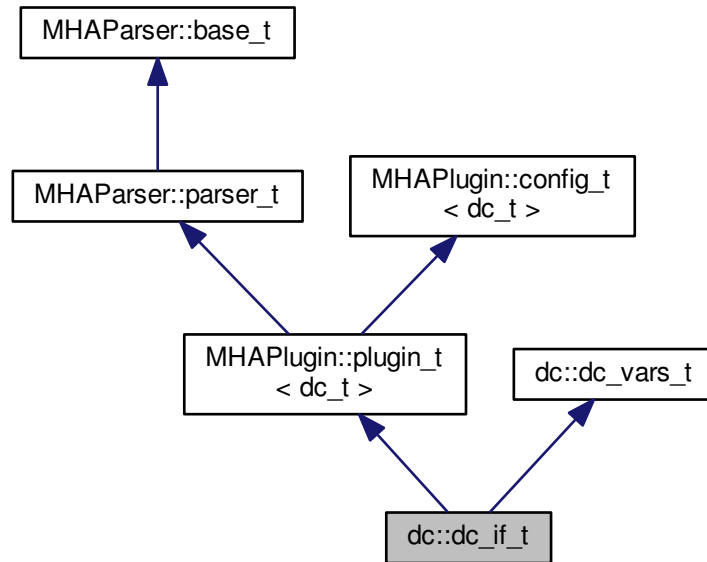 MHAParser::base_t
MHAParser::parser_t
MHAPlugin::config_t
< dc_t >
MHAPlugin::plugin_t
< dc_t >
dc::dc_vars_t
dc::dc_if_t